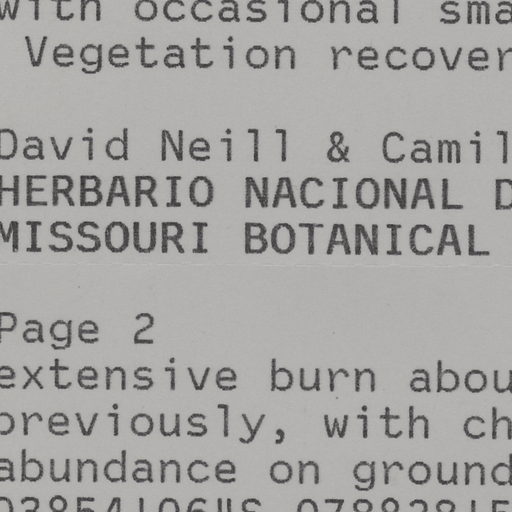 with occasional sma
Vegetation recover
David Neill & Camil
HERBARIO NACIONAL D
MISSOURI BOTANICAL
Page 2
extensive burn abou
previously, with ch
abundance on ground